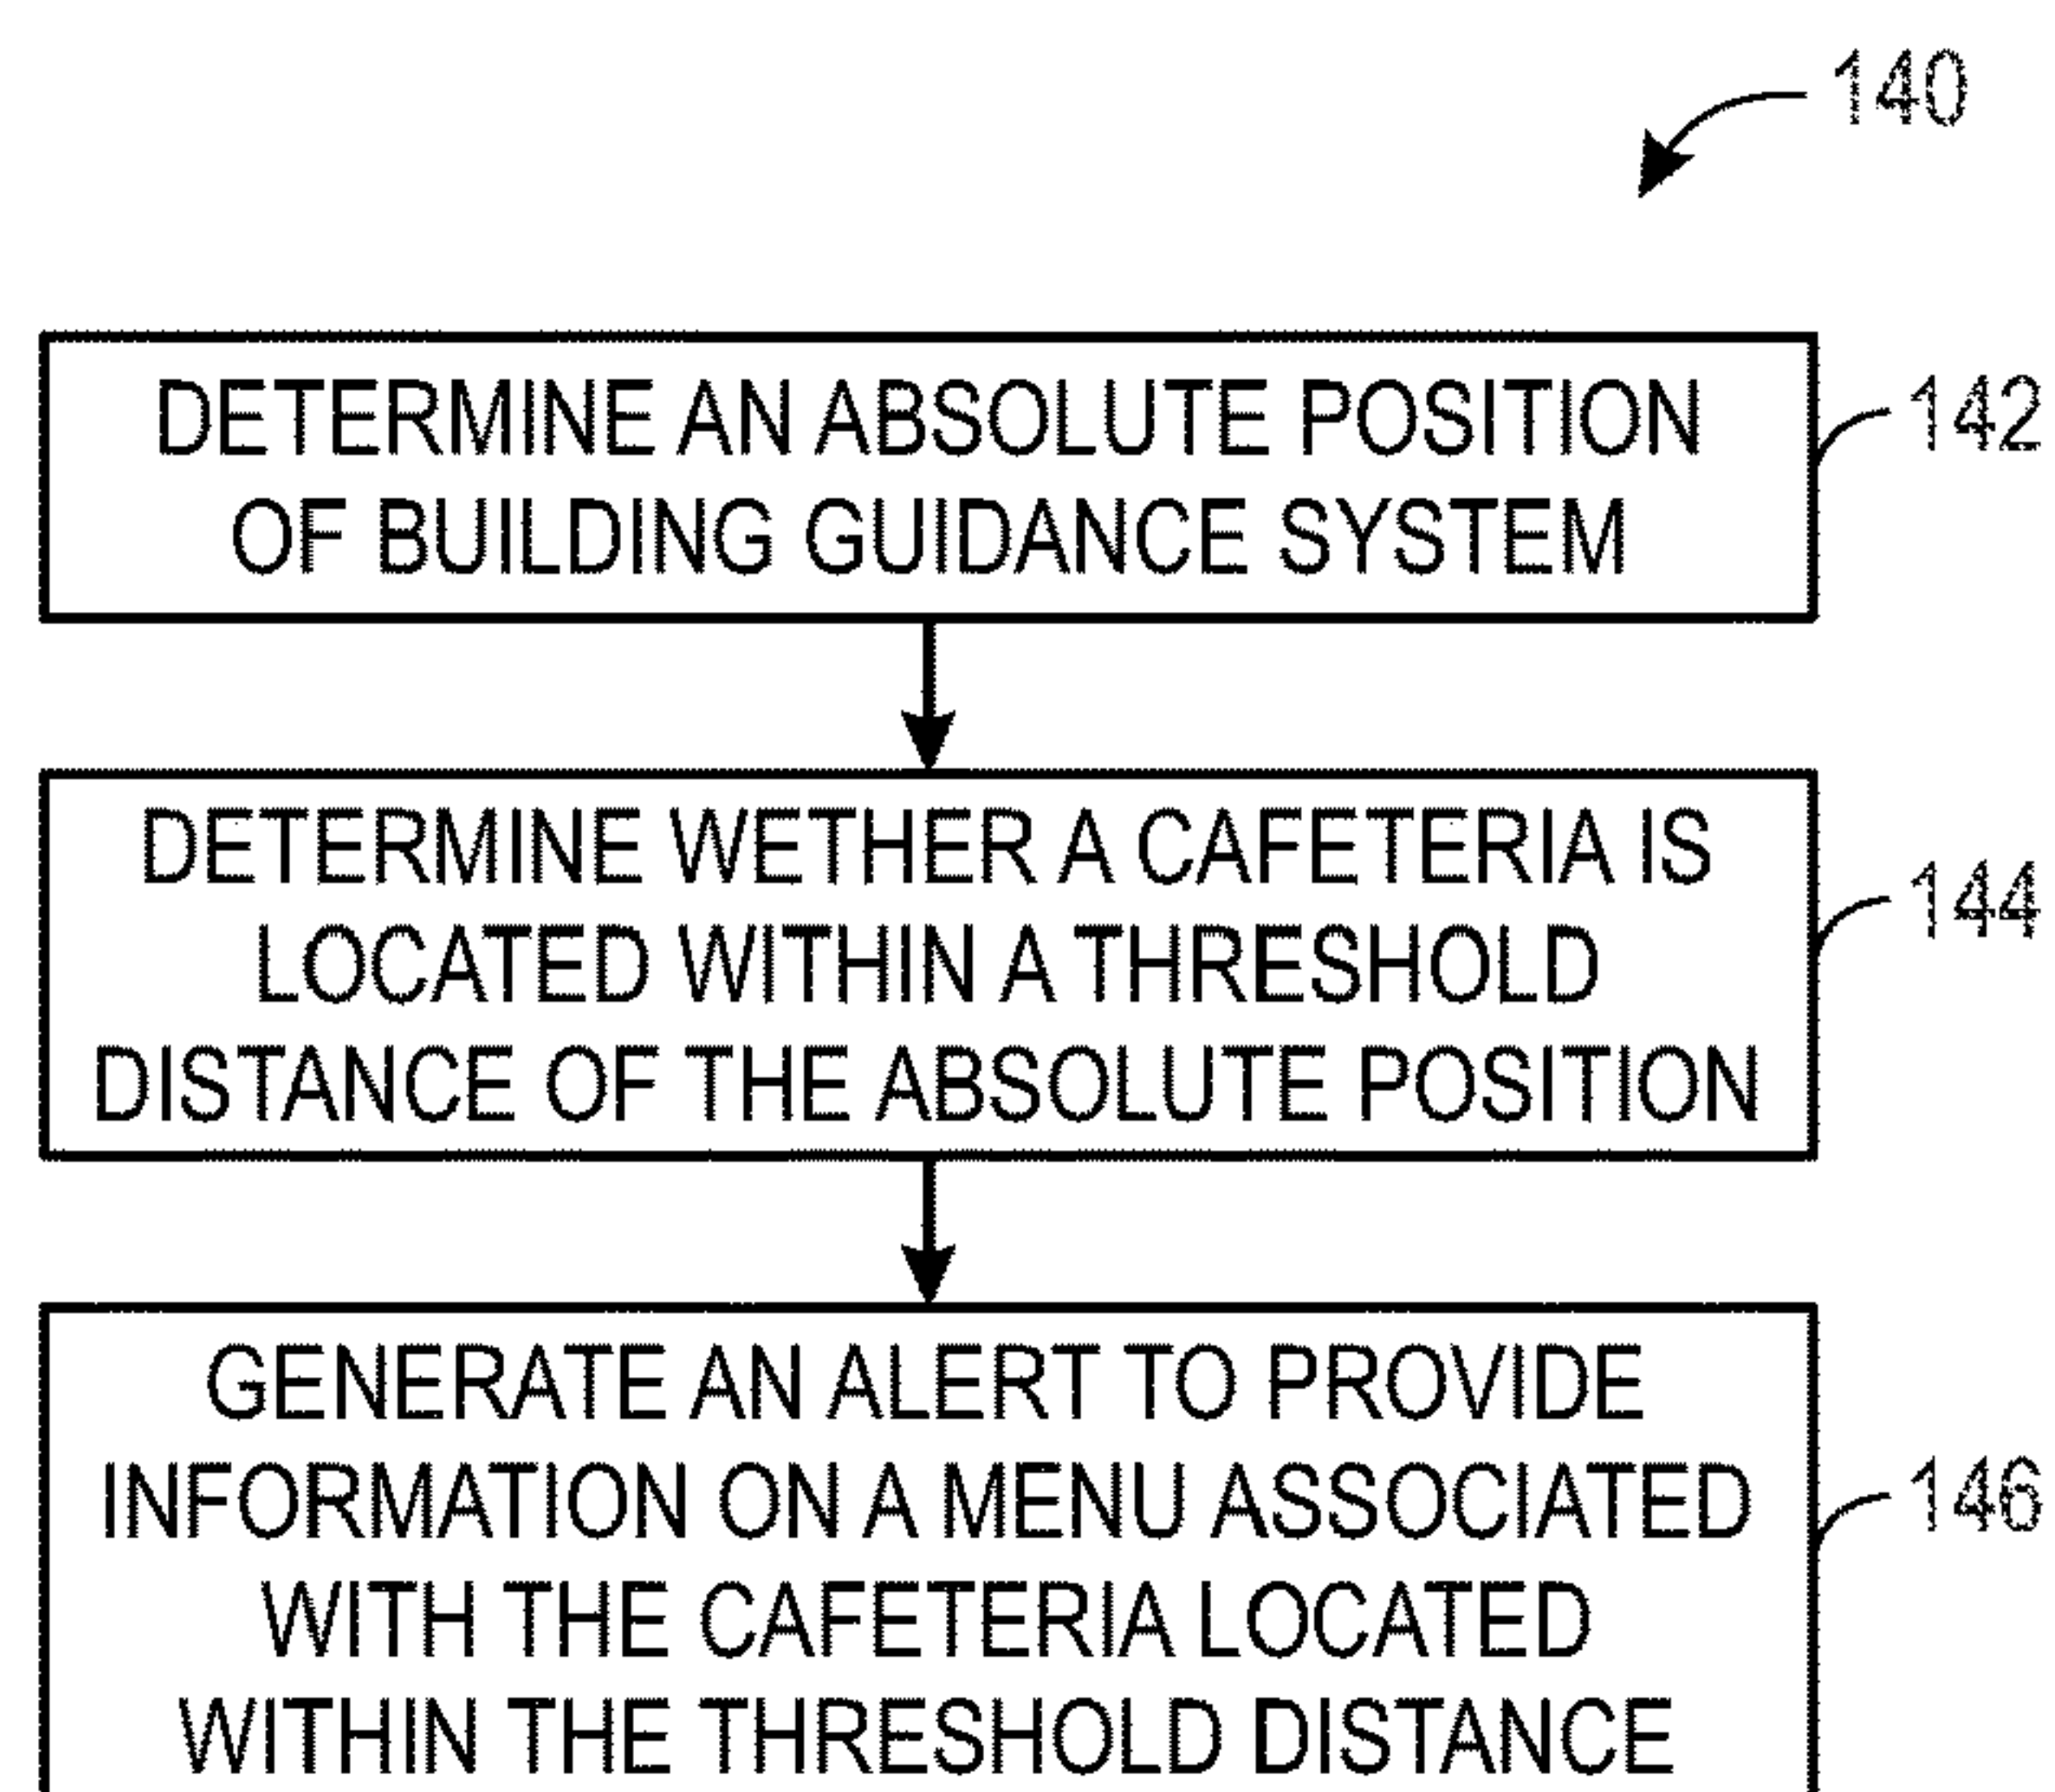 140
DETERMINE AN ABSOLUTE POSITION
OF BUILDING GUIDANCE SYSTEM
142
DETERMINE WETHER A CAFETERIA IS
LOCATED WITHIN A THRESHOLD
DISTANCE OF THE ABSOLUTE POSITION
144
GENERATE AN ALERT TO PROVIDE
INFORMATION ON A MENU ASSOCIATED
WITH THE CAFETERIA LOCATED
WITHIN THE THRESHOLD DISTANCE
146